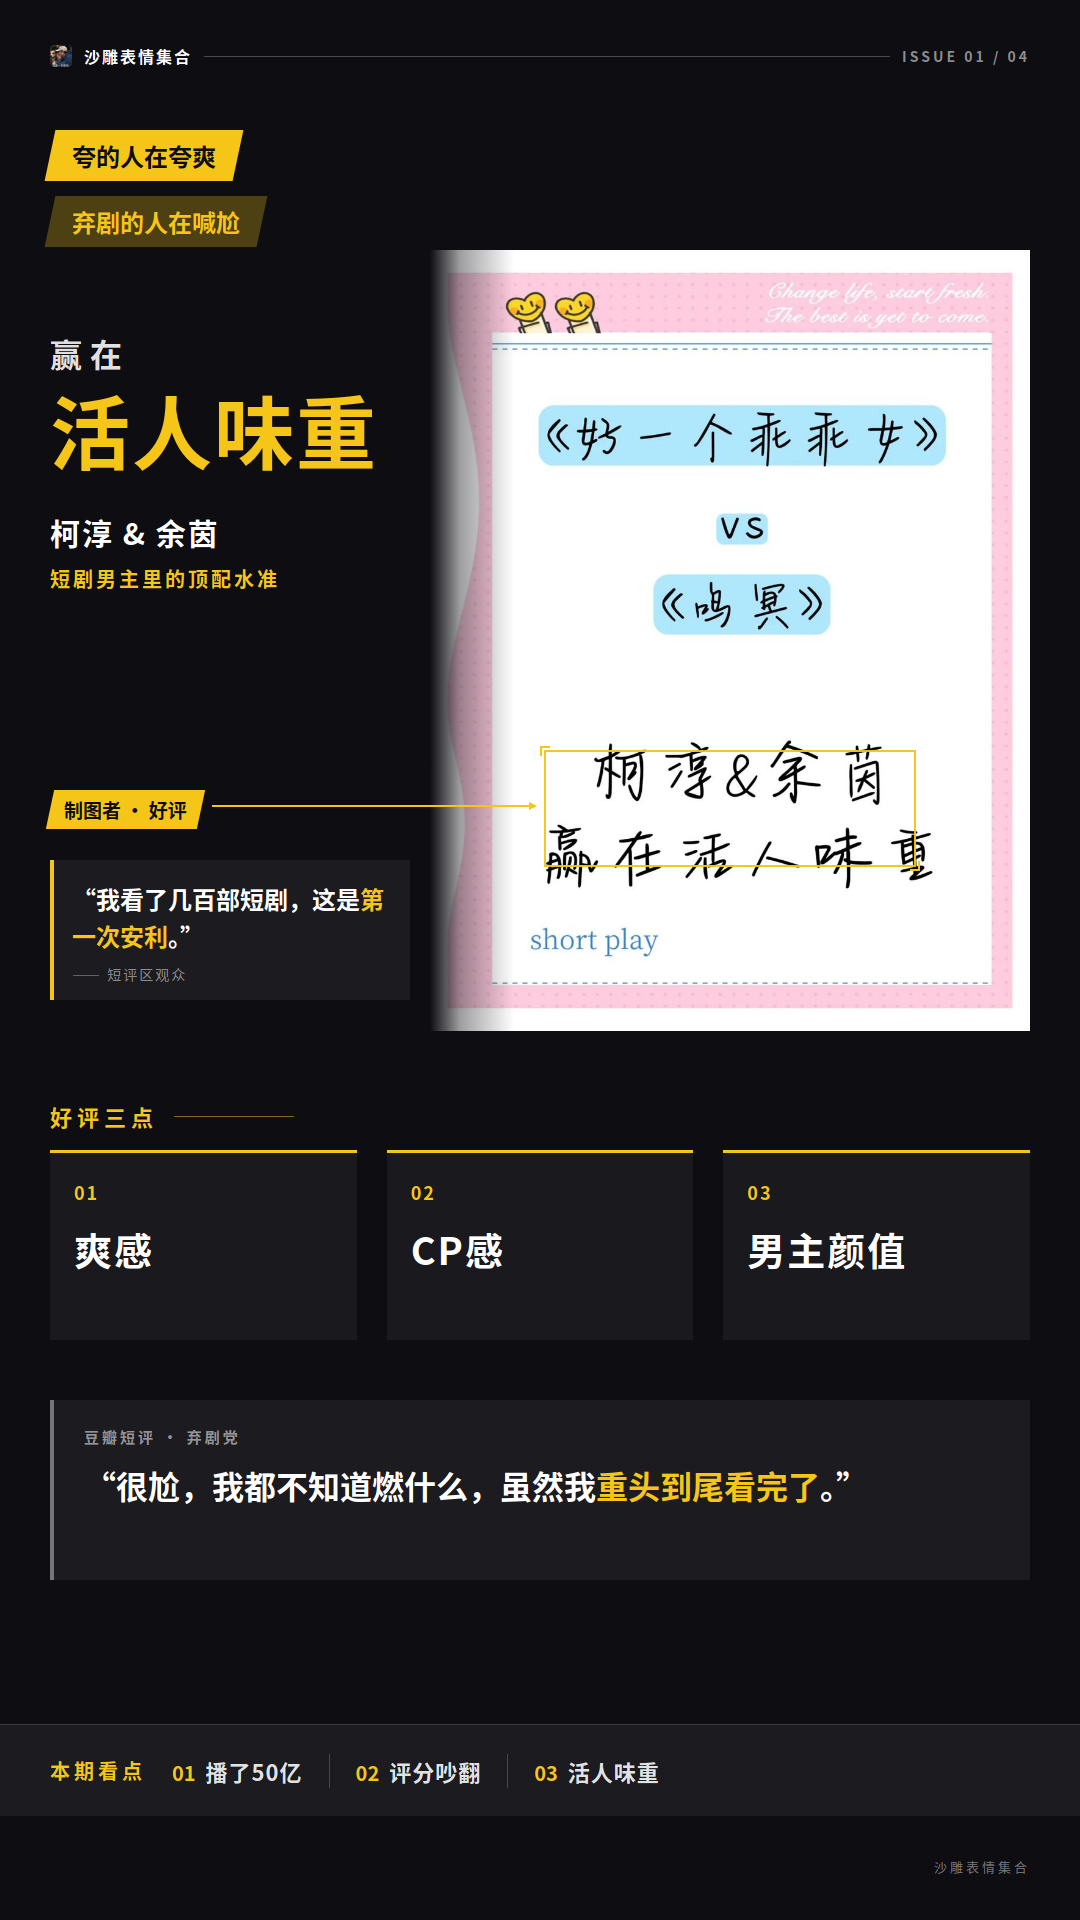 沙雕表情集合
ISSUE 01 / 04
夸的人在夸爽
弃剧的人在喊尬
赢在
活人味重
柯淳 & 余茵
短剧男主里的顶配水准
Change life, start fresh.
The best is yet to come.
《好一个乖乖女》
VS
《鸣冥》
柯淳&余茵
赢在活人味重
short play
制图者 · 好评
“我看了几百部短剧，这是第
一次安利。”
—— 短评区观众
好评三点
01
爽感
02
CP感
03
男主颜值
豆瓣短评 · 弃剧党
“很尬，我都不知道燃什么，虽然我重头到尾看完了。”
本期看点
01 播了50亿
02 评分吵翻
03 活人味重
沙雕表情集合